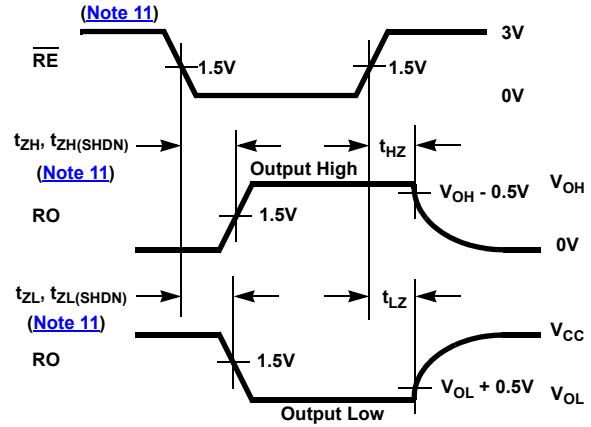 (Note 11)
3V
RE
1.5V
1.5V
0V
tZH, tZH(SHDN)
tHZ
(Note 11)
Output High
VOH - 0.5V
VOH
RO
1.5V
0V
tZL, tZL(SHDN)
tLZ
(Note 11)
VCC
RO
1.5V
VOL + 0.5V
VOL
Output Low